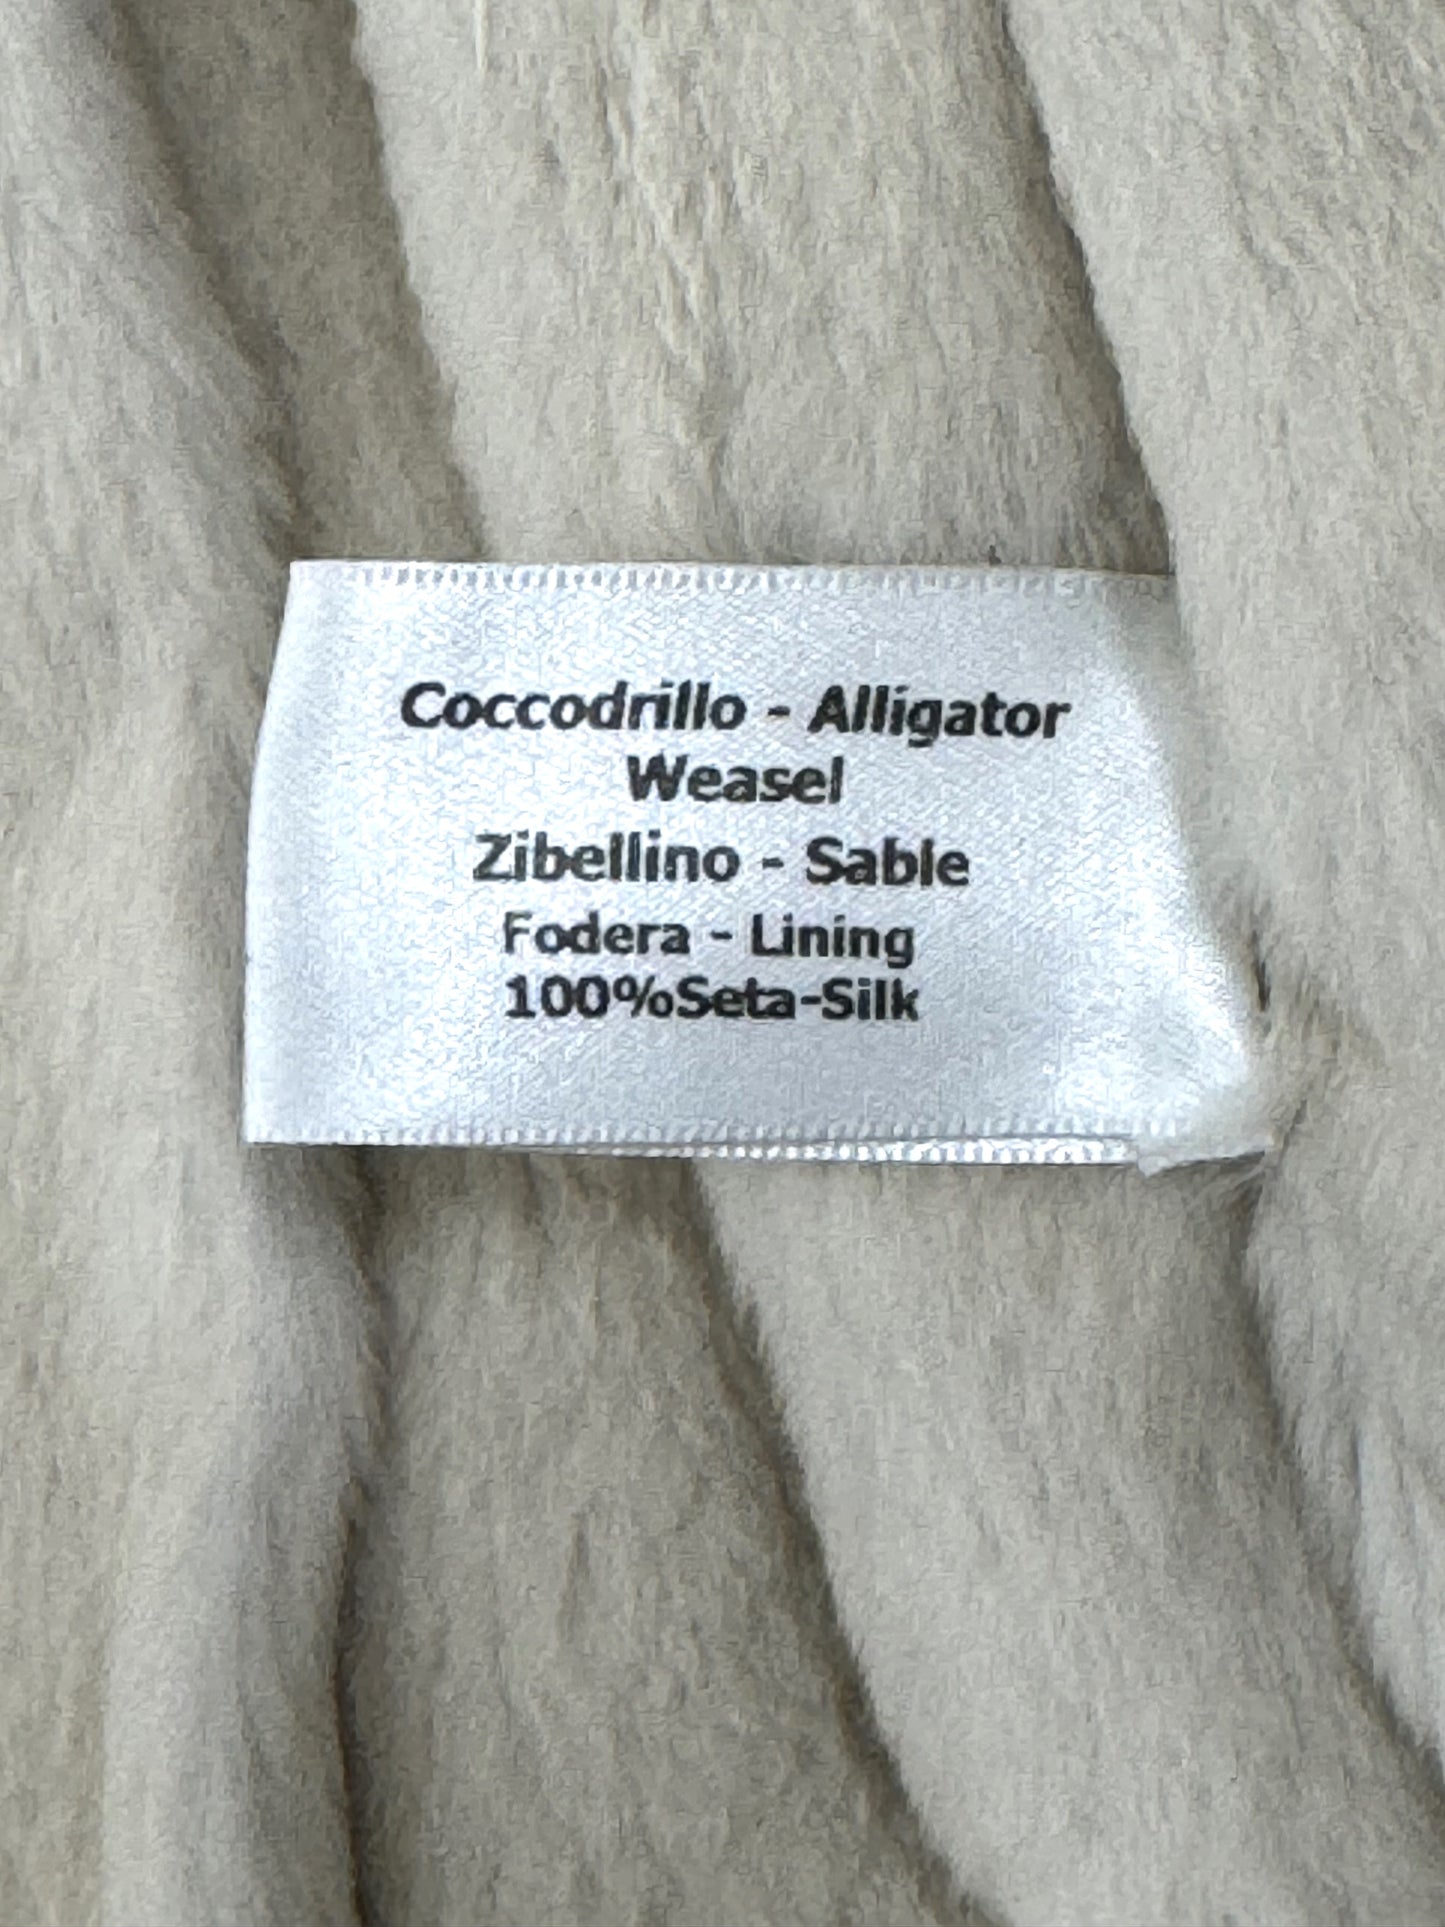 Coccodrillo - Alligator
Weasel
Zibellino - Sable
Fodera - Lining
100%Seta-Silk